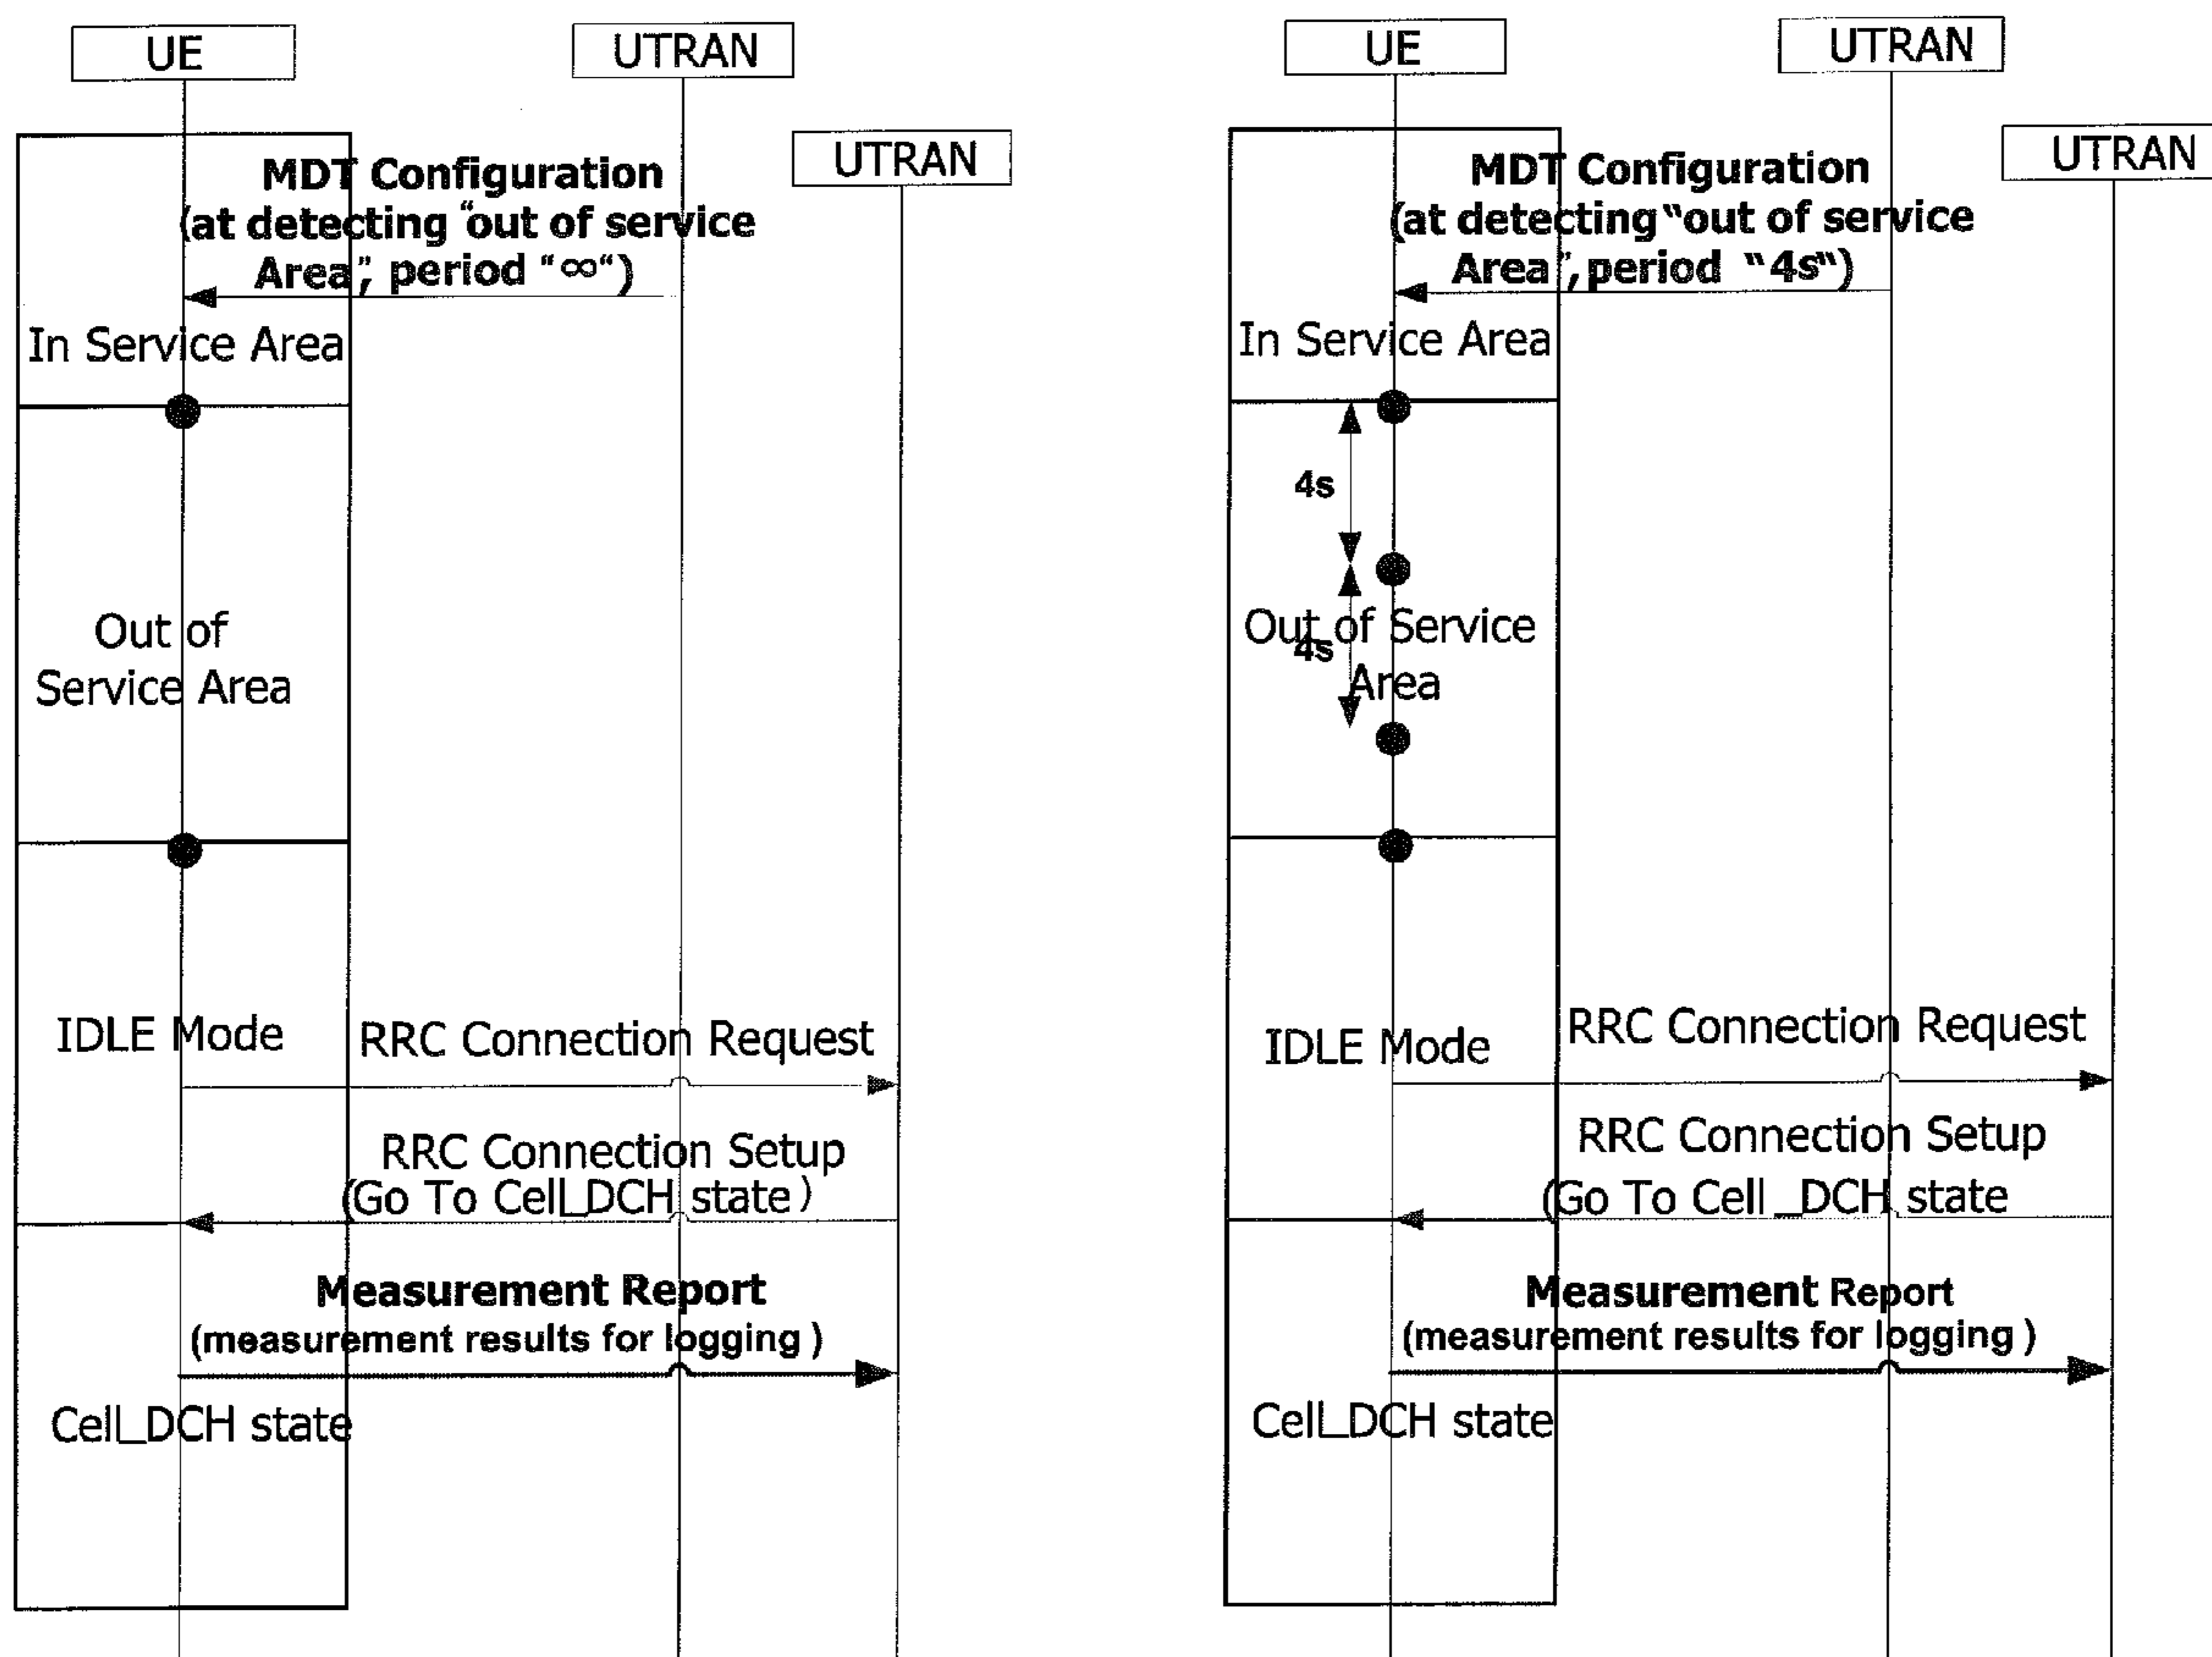 UE
UTRAN
UTRAN
MDT Configuration
(at detecting "out of service
Area", period "∞")
In Service Area
Out of
Service Area
IDLE Mode
RRC Connection Request
RRC Connection Setup
(Go To Cell_DCH state)
Measurement Report
(measurement results for logging)
Cell_DCH state
UE
UTRAN
UTRAN
MDT Configuration
(at detecting "out of service
Area", period "4s")
In Service Area
4s
Out of Service
4s
Area
IDLE Mode
RRC Connection Request
RRC Connection Setup
(Go To Cell_DCH state
Measurement Report
(measurement results for logging)
Cell_DCH state